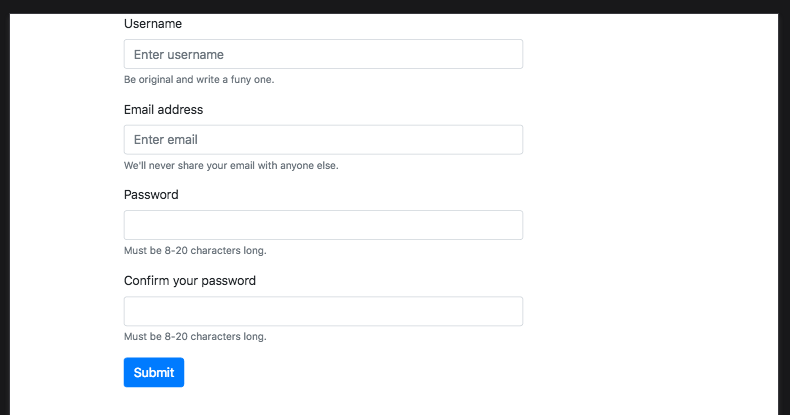 Username
Enter username
Be original and write a funy one.
Email address
Enter email
We'll never share your email with anyone else.
Password
Must be 8-20 characters long.
Confirm your password
Must be 8-20 characters long.
Submit